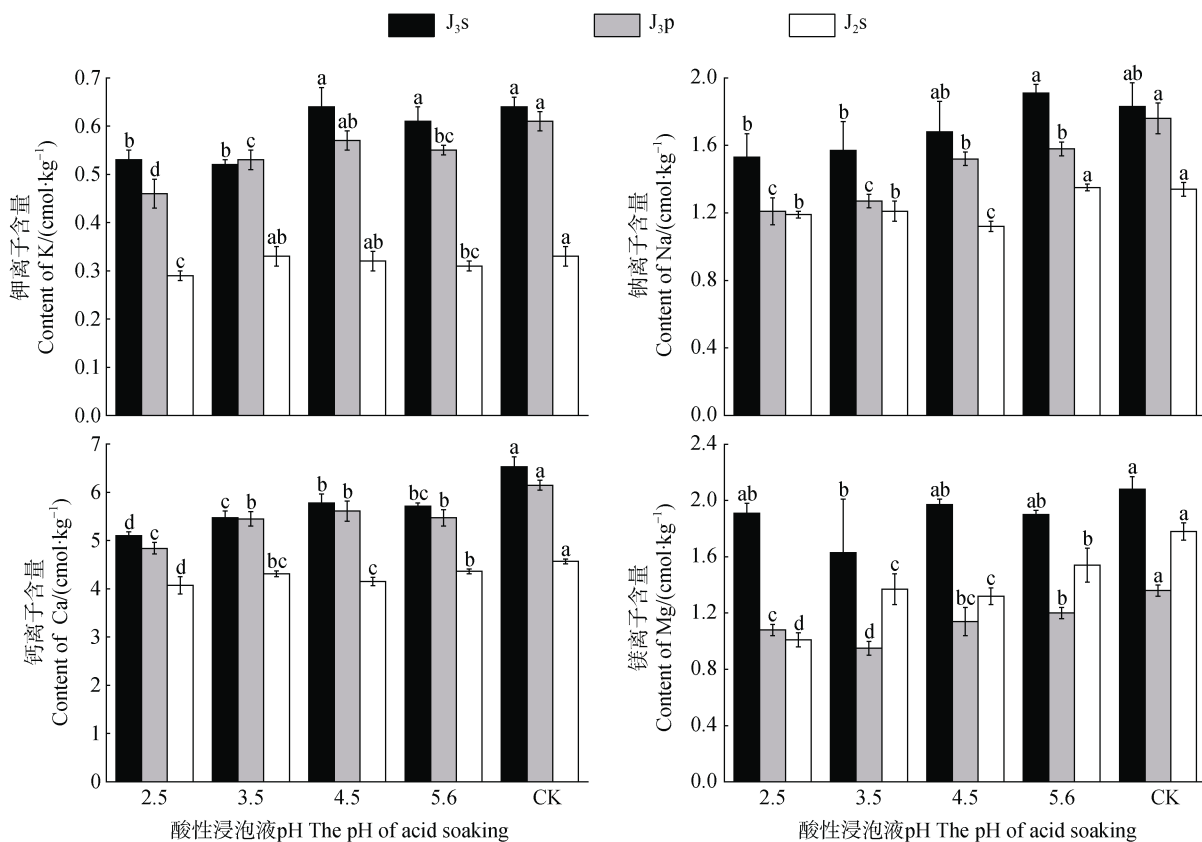 J₃s J₃p J₂s
钾离子含量
Content of K/(cmol·kg⁻¹)
0.7
0.6
0.5
0.4
0.3
0.2
0.1
0.0
b d c
b c ab
a ab ab
a bc bc
a a a
钠离子含量
Content of Na/(cmol·kg⁻¹)
2.0
1.6
1.2
1.6
2.4
0.0
b c b
b c b
ab b c
a b a
ab a a
钙离子含量
Content of Ca/(cmol·kg⁻¹)
7
6
5
4
3
2
1
0
d c d
c b bc
b b c
bc b b
a a a
2.5 3.5 4.5 5.6 CK
酸性浸泡液pH The pH of acid soaking
镁离子含量
Content of Mg/(cmol·kg⁻¹)
2.4
2.0
1.6
1.2
0.8
0.4
0.0
ab c d
b d c
ab bc c
ab b b
a a a
2.5 3.5 4.5 5.6 CK
酸性浸泡液pH The pH of acid soaking